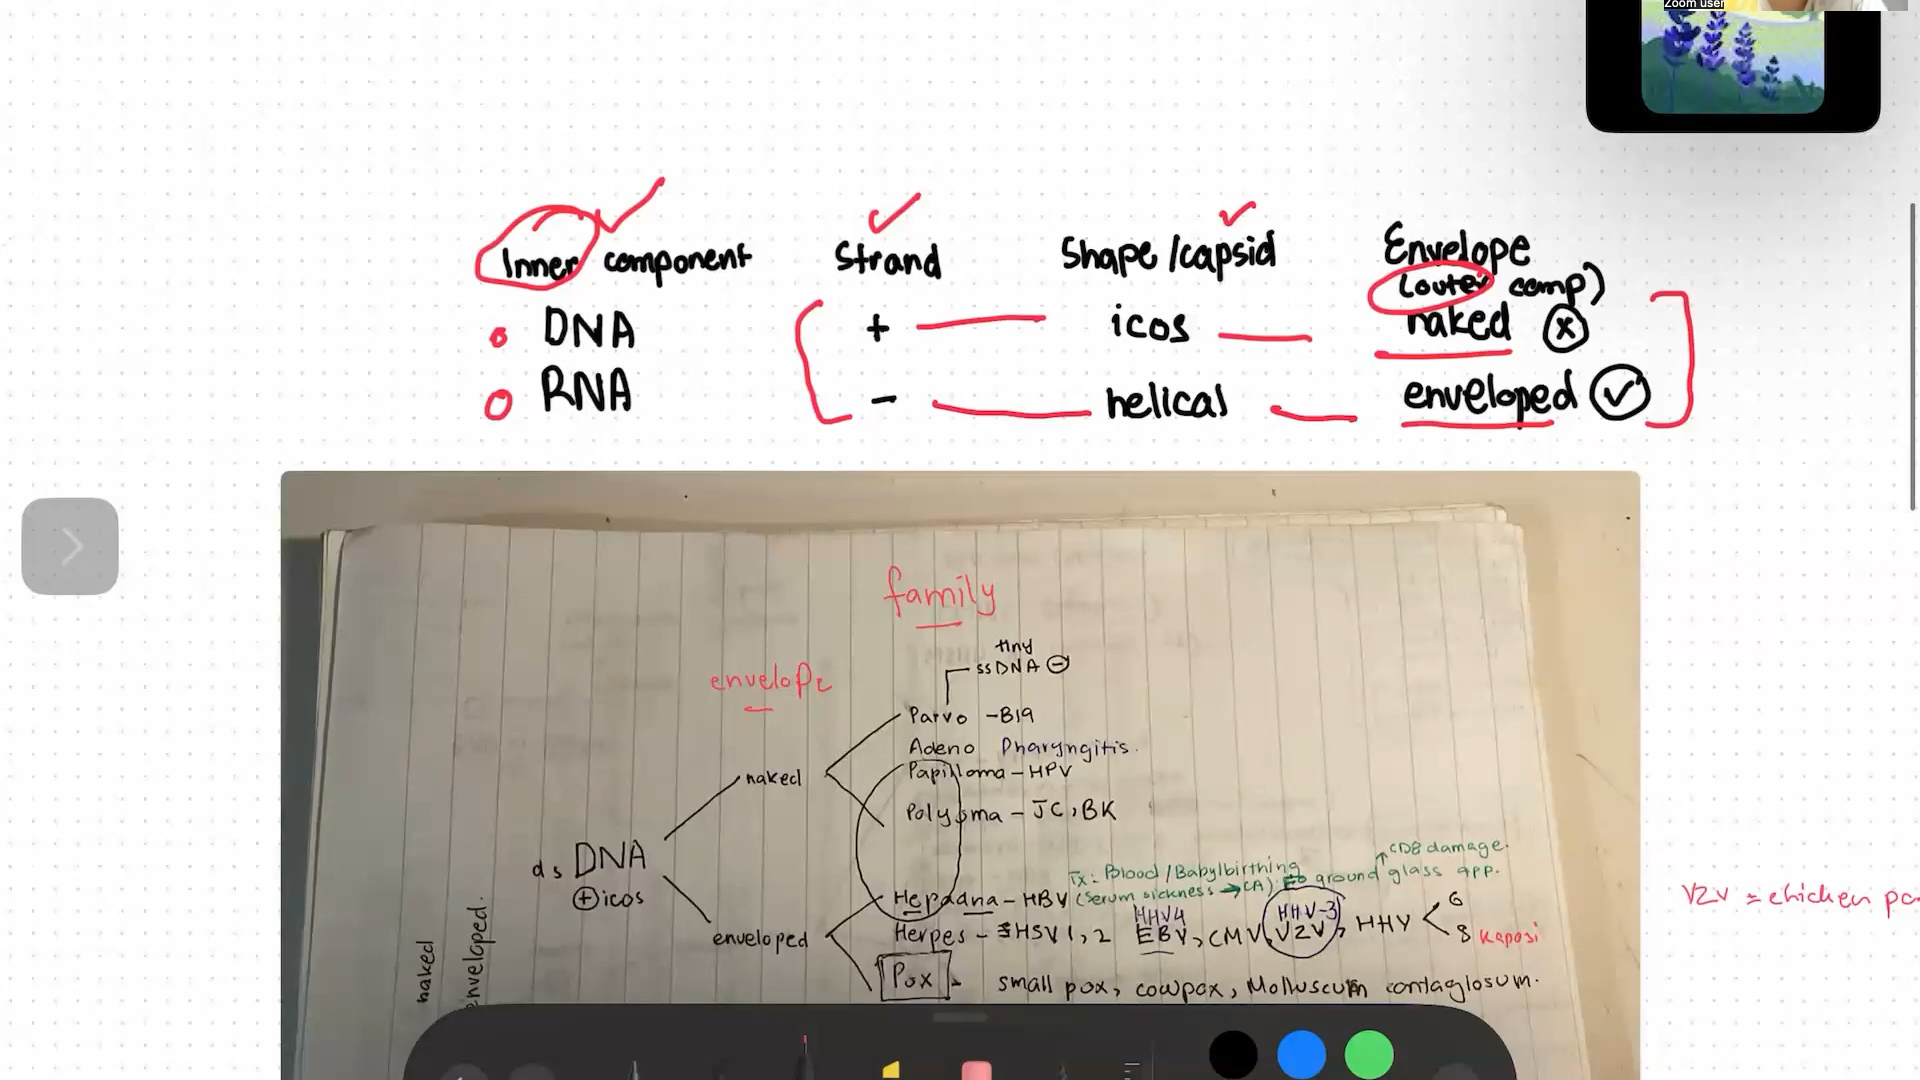 Zoom user
Inner component Strand Shape/capsid Envelope
(outer comp)
DNA + icos naked x
RNA - helical enveloped ✓
family
tiny
ssDNA ⊖
envelope
Parvo -B19
Adeno Pharyngitis.
naked
Papilloma-HPV
Polyoma - JC, BK
CD8 damage.
ds DNA
⊕icos
Tx: Blood/Babybirthing ground glass app.
Hepadna-HBV (Serum sickness → CA)
HHV4 HHV-3
enveloped
Herpes - HSV 1, 2 EBV, CMV, VZV, HHV 6
8 Kaposi
Pox - small pox, cowpox, Molluscum contagiosum.
VZV = chicken po
naked
enveloped.